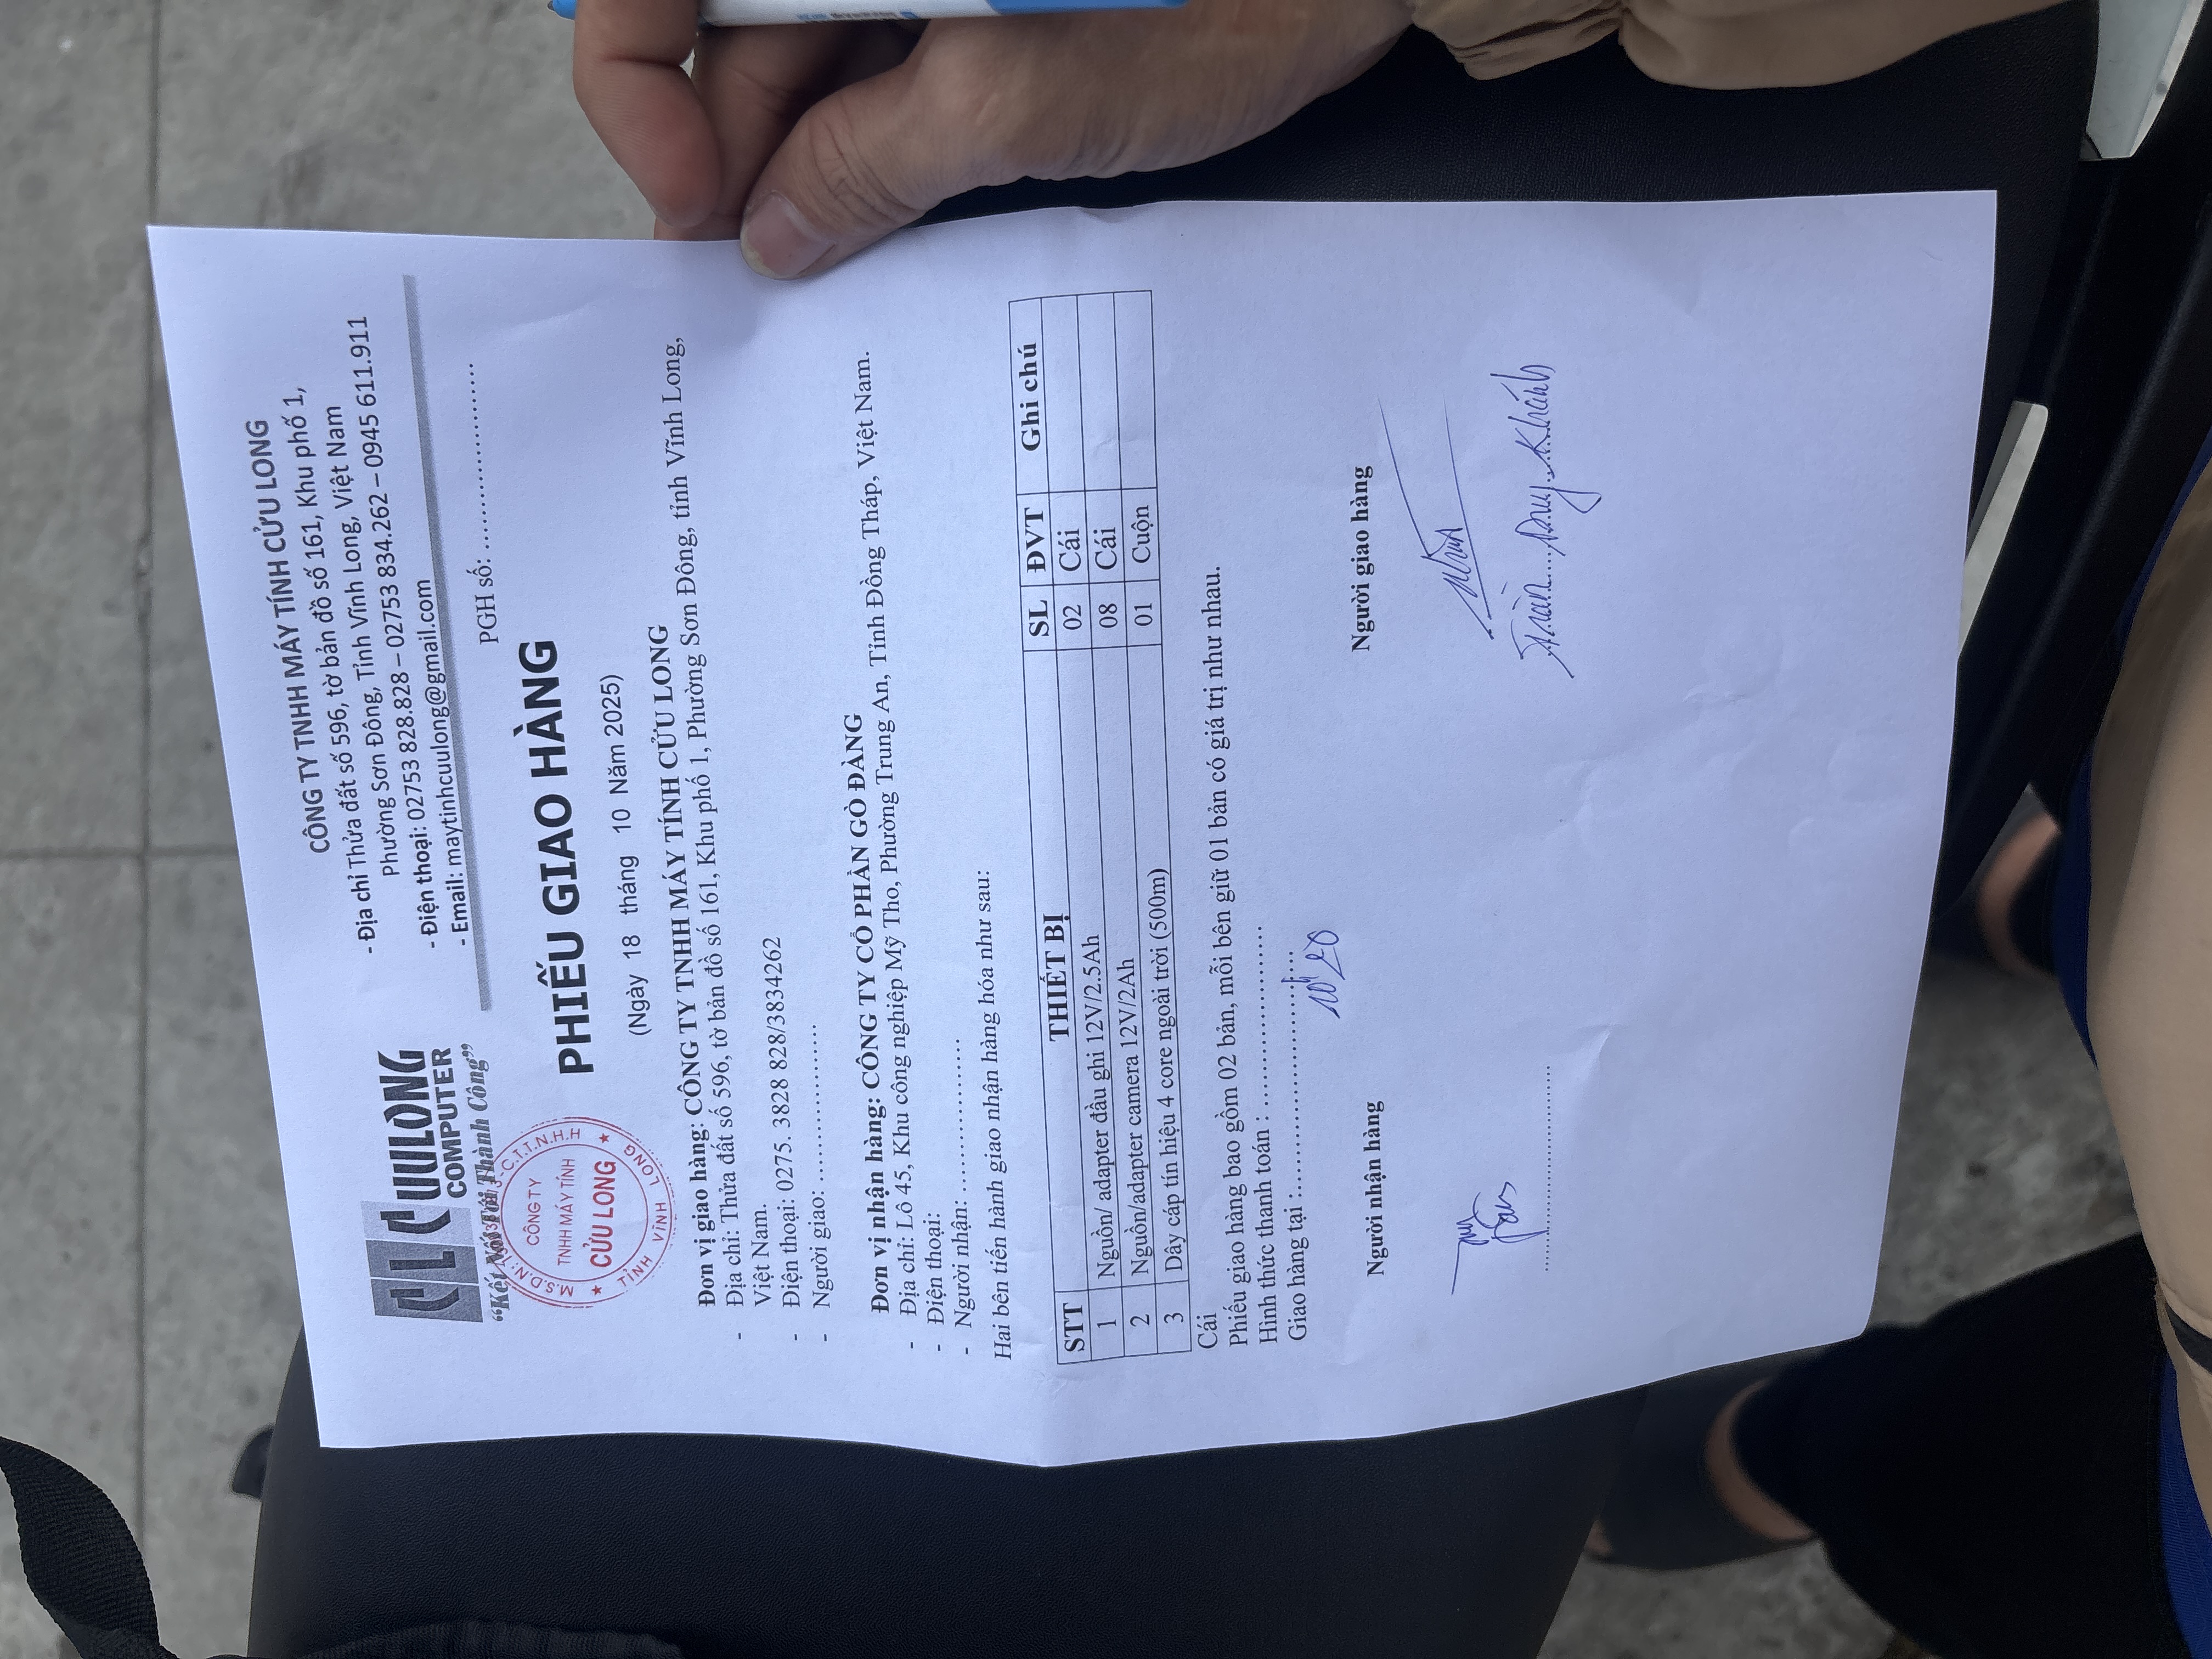 CUULONG
COMPUTER
"Kết Nối Tới Thành Công"
CÔNG TY TNHH MÁY TÍNH CỬU LONG
- Địa chỉ Thửa đất số 596, tờ bản đồ số 161, Khu phố 1,
Phường Sơn Đông, Tỉnh Vĩnh Long, Việt Nam
- Điện thoại: 02753 828.828 – 02753 834.262 – 0945 611.911
- Email: maytinhcuulong@gmail.com
PGH số: ..............................
CÔNG TY
TNHH MÁY TÍNH
CỬU LONG
TỈNH VĨNH LONG
PHIẾU GIAO HÀNG
(Ngày 18 tháng 10 Năm 2025)
Đơn vị giao hàng: CÔNG TY TNHH MÁY TÍNH CỬU LONG
- Địa chỉ: Thửa đất số 596, tờ bản đồ số 161, Khu phố 1, Phường Sơn Đông, tỉnh Vĩnh Long,
Việt Nam.
- Điện thoại: 0275. 3828 828/3834262
- Người giao: ..............................
Đơn vị nhận hàng: CÔNG TY CỔ PHẦN GÒ ĐÀNG
- Địa chỉ: Lô 45, Khu công nghiệp Mỹ Tho, Phường Trung An, Tỉnh Đồng Tháp, Việt Nam.
- Điện thoại:
- Người nhận: ..............................
Hai bên tiến hành giao nhận hàng hóa như sau:
STT THIẾT BỊ SL ĐVT Ghi chú
1 Nguồn/ adapter đầu ghi 12V/2.5Ah 02 Cái
2 Nguồn/adapter camera 12V/2Ah 08 Cái
3 Dây cáp tín hiệu 4 core ngoài trời (500m) 01 Cuộn
Cái
Phiếu giao hàng bao gồm 02 bản, mỗi bên giữ 01 bản có giá trị như nhau.
Hình thức thanh toán : ..............................
Giao hàng tại :..............................
10h20
Người nhận hàng Người giao hàng
Trần Duy Khánh